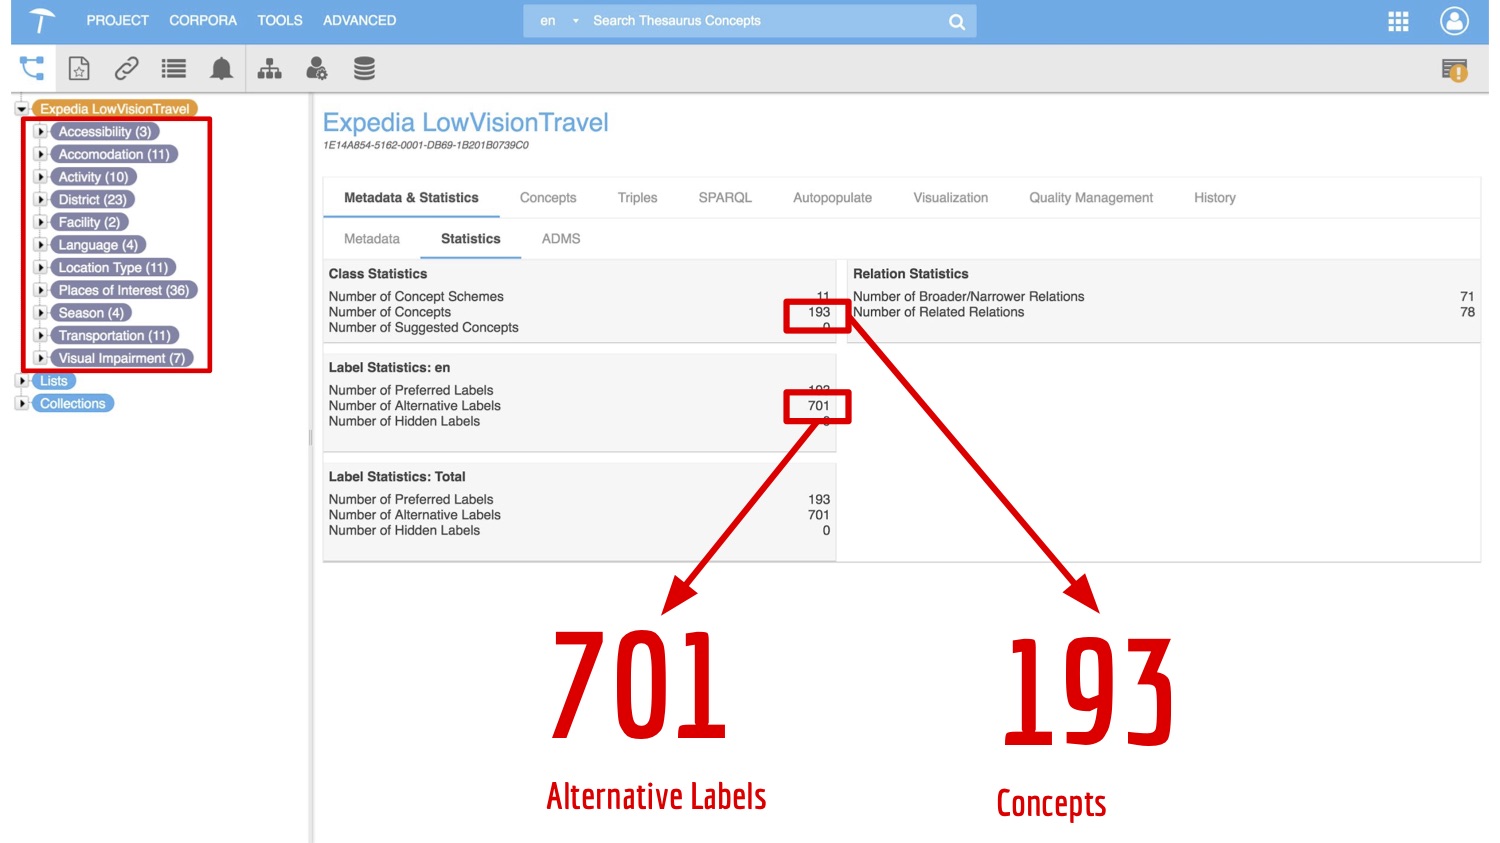 PROJECT CORPORA TOOLS ADVANCED en Search Thesaurus Concepts
Expedia LowVisionTravel
Accessibility (3)
Accomodation (11)
Activity (10)
District (23)
Facility (2)
Language (4)
Location Type (11)
Places of Interest (36)
Season (4)
Transportation (11)
Visual Impairment (7)
Lists
Collections
Expedia LowVisionTravel
1E14A854-5162-0001-DB69-1B201B0739C0
Metadata & Statistics Concepts Triples SPARQL Autopopulate Visualization Quality Management History
Metadata Statistics ADMS
Class Statistics
Number of Concept Schemes 11
Number of Concepts 193
Number of Suggested Concepts 0
Relation Statistics
Number of Broader/Narrower Relations 71
Number of Related Relations 78
Label Statistics: en
Number of Preferred Labels 193
Number of Alternative Labels 701
Number of Hidden Labels 0
Label Statistics: Total
Number of Preferred Labels 193
Number of Alternative Labels 701
Number of Hidden Labels 0
701
Alternative Labels
193
Concepts